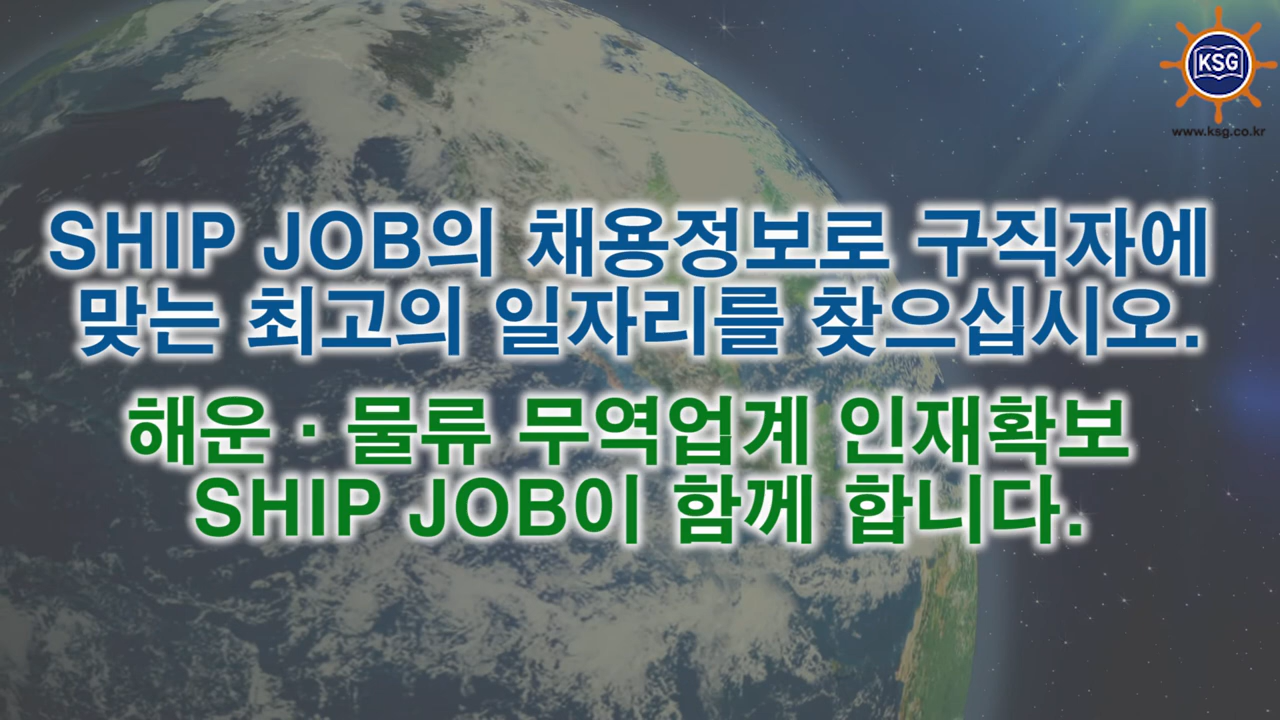 KSG
www.ksg.co.kr
SHIP JOB의 채용정보로 구직자에
맞는 최고의 일자리를 찾으십시오.
해운 · 물류 무역업계 인재확보
SHIP JOB이 함께 합니다.